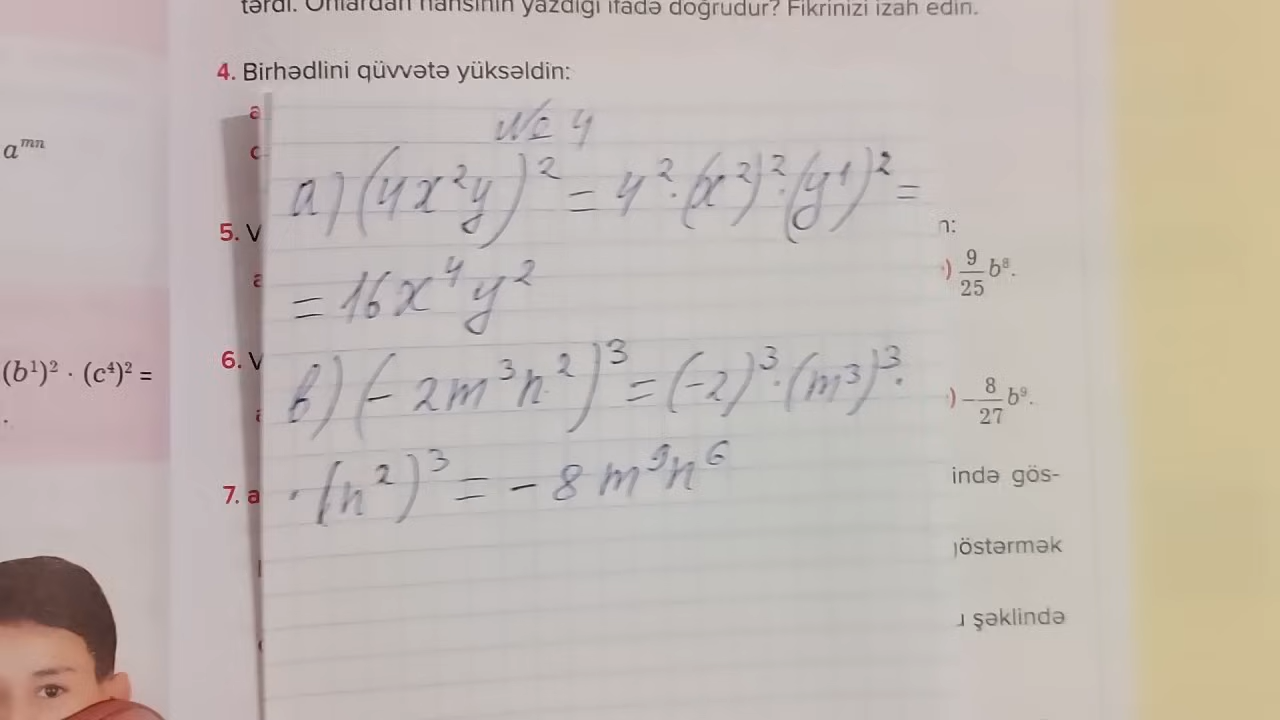 tərdi. Onlardan hansının yazdığı ifadə doğrudur? Fikrinizi izah edin.
4. Birhədlini qüvvətə yüksəldin:
a
c
№ 4
a) (4x²y)² = 4²·(x²)²·(y¹)² =
= 16x⁴y²
b) (-2m³n²)³ = (-2)³·(m³)³·
·(n²)³ = -8m⁹n⁶
5. V
n:
a
) 9/25 b⁸.
6. V
) -8/27 b⁹.
7. a
ində gös-
göstərmək
şəklində
aᵐⁿ
(b¹)² · (c⁴)² =
.